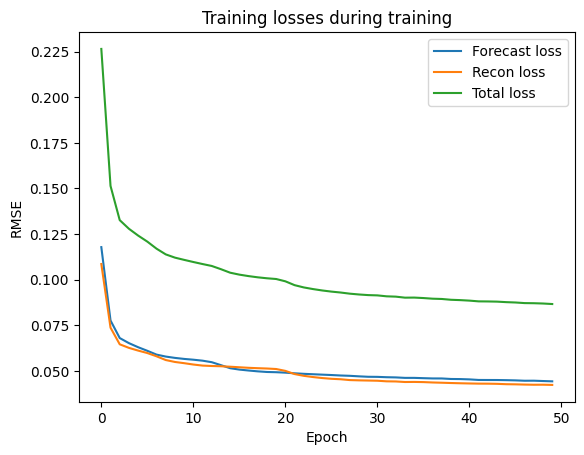 Training losses during training
Forecast loss
Recon loss
Total loss
0.225
0.200
0.175
0.150
0.125
0.100
0.075
0.050
RMSE
0 10 20 30 40 50
Epoch